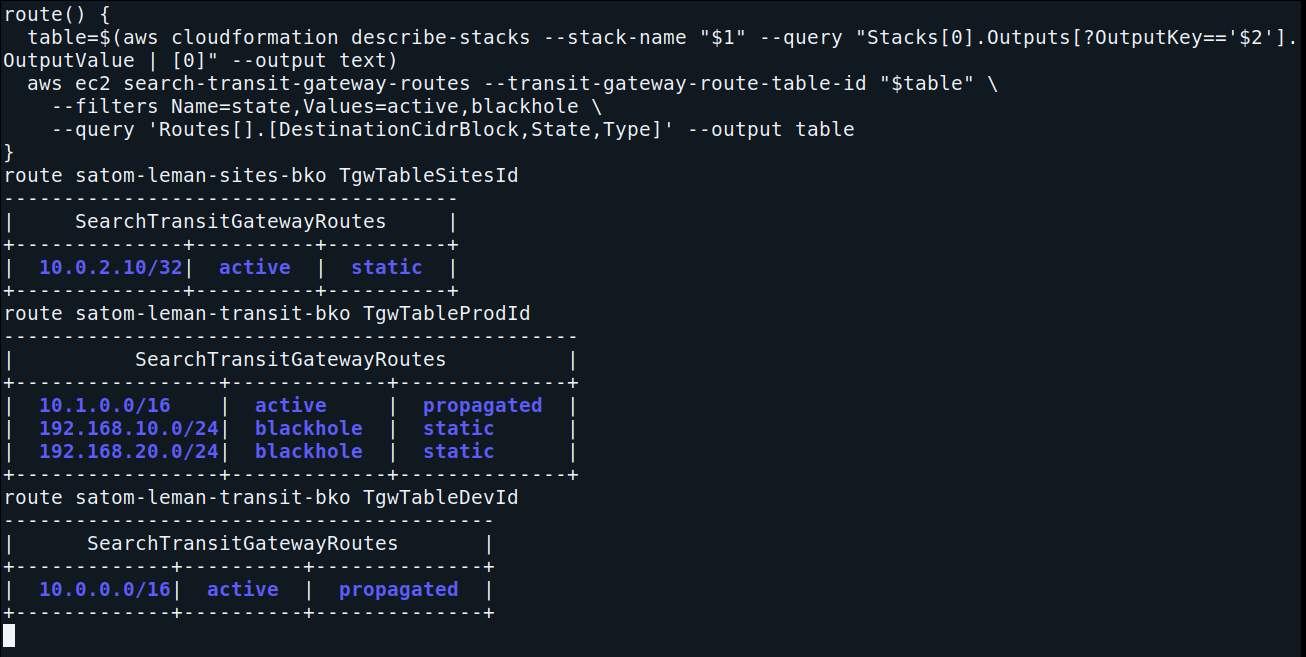 route() {
  table=$(aws cloudformation describe-stacks --stack-name "$1" --query "Stacks[0].Outputs[?OutputKey=='$2'].
OutputValue | [0]" --output text)
  aws ec2 search-transit-gateway-routes --transit-gateway-route-table-id "$table" \
    --filters Name=state,Values=active,blackhole \
    --query 'Routes[].[DestinationCidrBlock,State,Type]' --output table
}
route satom-leman-sites-bko TgwTableSitesId
--------------------------------------
|     SearchTransitGatewayRoutes     |
+--------------+----------+----------+
|  10.0.2.10/32|  active  |  static  |
+--------------+----------+----------+
route satom-leman-transit-bko TgwTableProdId
------------------------------------------------
|          SearchTransitGatewayRoutes          |
+-----------------+-------------+--------------+
|  10.1.0.0/16    |  active     |  propagated  |
|  192.168.10.0/24|  blackhole  |  static      |
|  192.168.20.0/24|  blackhole  |  static      |
+-----------------+-------------+--------------+
route satom-leman-transit-bko TgwTableDevId
-----------------------------------------
|      SearchTransitGatewayRoutes       |
+-------------+----------+--------------+
|  10.0.0.0/16|  active  |  propagated  |
+-------------+----------+--------------+